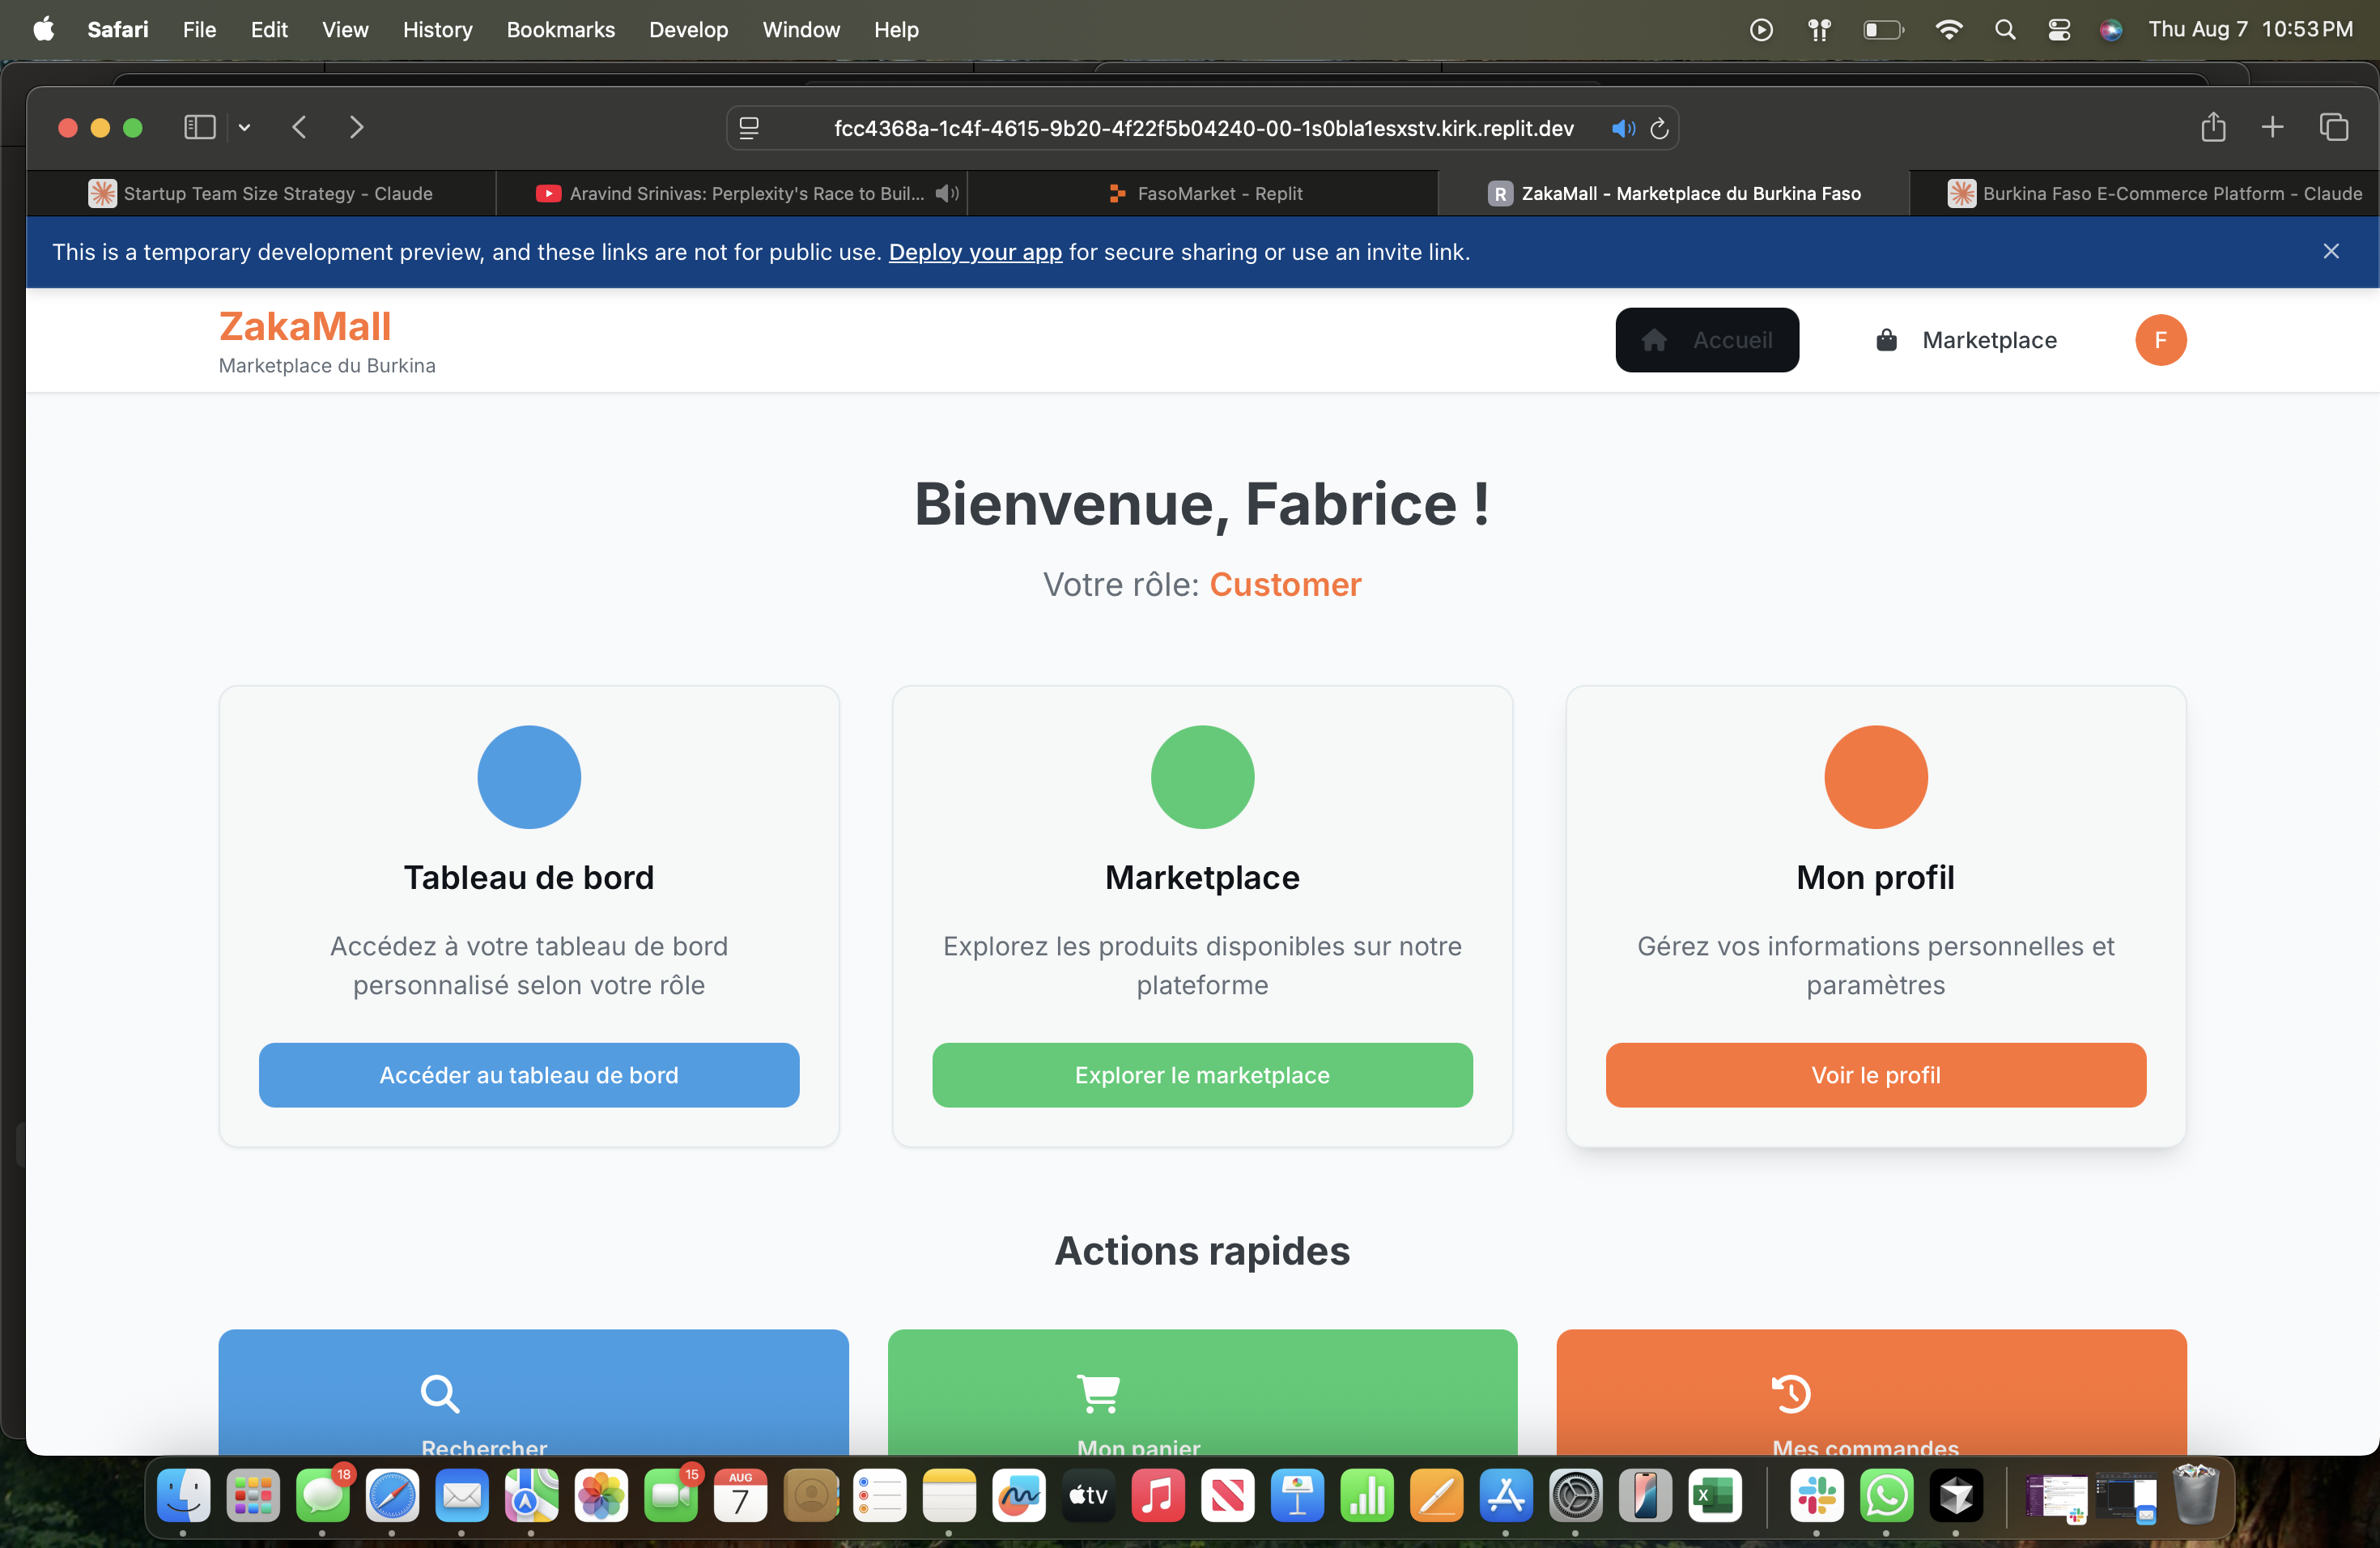 Safari File Edit View History Bookmarks Develop Window Help Thu Aug 7 10:53 PM
fcc4368a-1c4f-4615-9b20-4f22f5b04240-00-1s0bla1esxstv.kirk.replit.dev
Startup Team Size Strategy - Claude
Aravind Srinivas: Perplexity's Race to Buil...
FasoMarket - Replit
R ZakaMall - Marketplace du Burkina Faso
Burkina Faso E-Commerce Platform - Claude
This is a temporary development preview, and these links are not for public use. Deploy your app for secure sharing or use an invite link.
ZakaMall
Marketplace du Burkina
Accueil
Marketplace
F
Bienvenue, Fabrice !
Votre rôle: Customer
Tableau de bord
Accédez à votre tableau de bord
personnalisé selon votre rôle
Accéder au tableau de bord
Marketplace
Explorez les produits disponibles sur notre
plateforme
Explorer le marketplace
Mon profil
Gérez vos informations personnelles et
paramètres
Voir le profil
Actions rapides
Rechercher
Mon panier
Mes commandes
18
15
AUG
7
tv
X